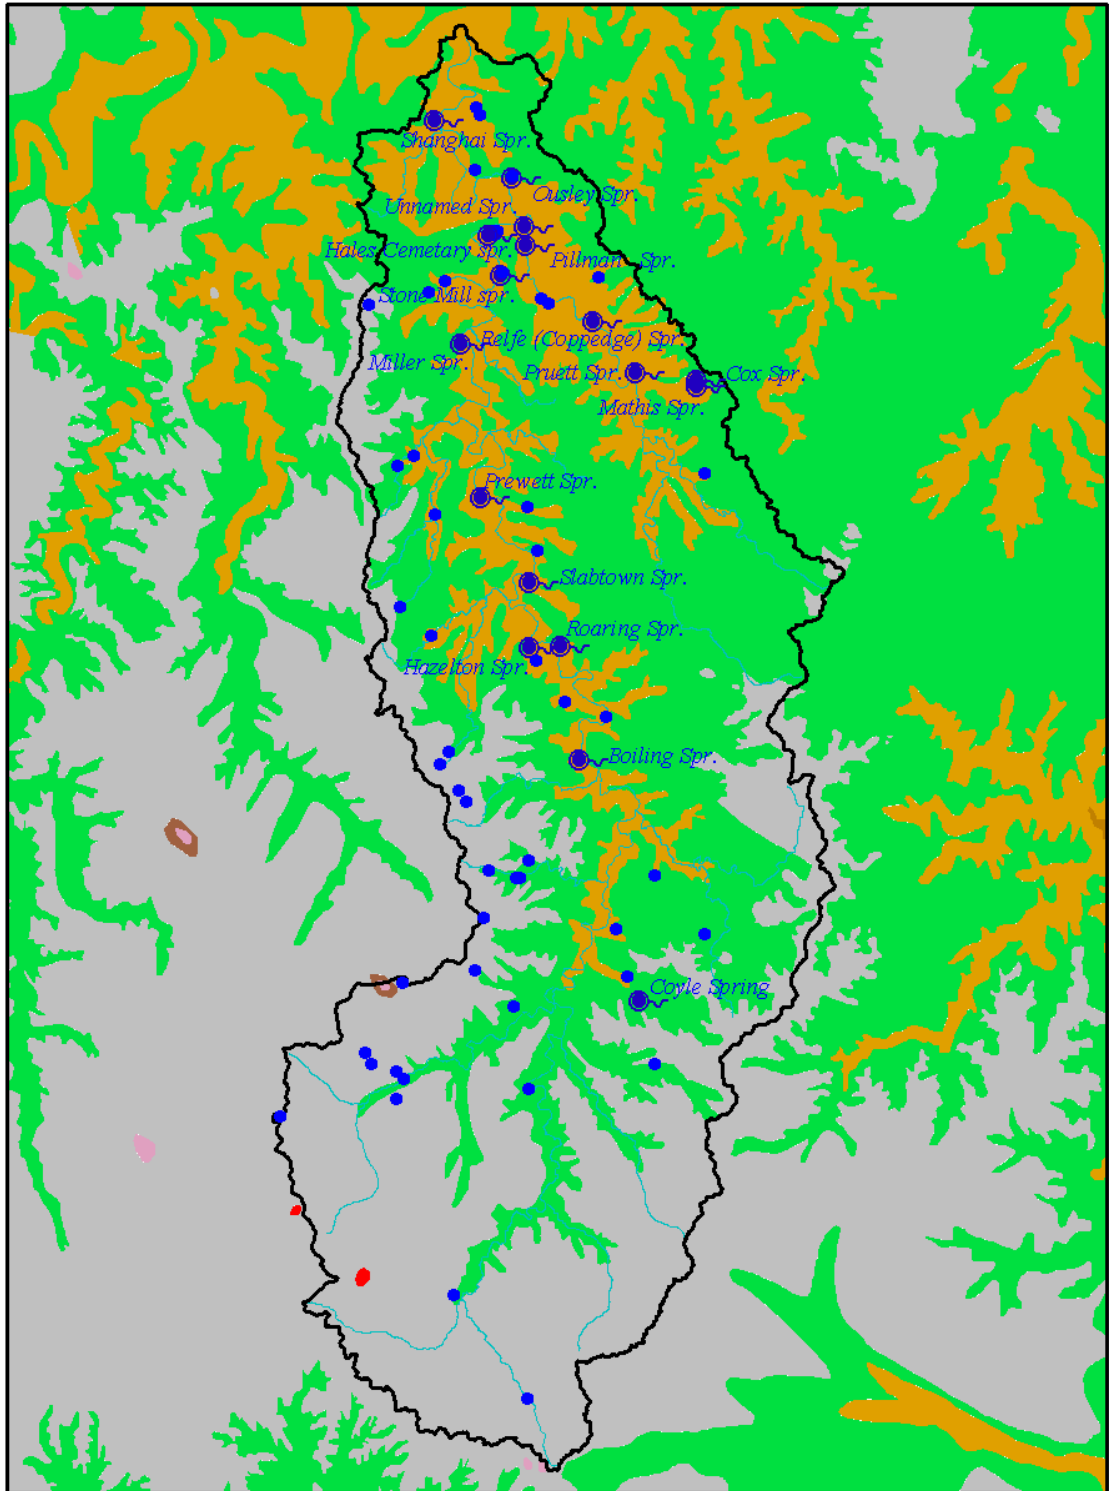 Shanghai Spr.
Ousley Spr.
Unnamed Spr.
Hales Cemetary spr.
Pillman Spr.
Stone Mill spr.
Relfe (Coppedge) Spr.
Miller Spr.
Pruett Spr.
Cox Spr.
Mathis Spr.
Prewett Spr.
Slabtown Spr.
Roaring Spr.
Hazelton Spr.
Boiling Spr.
Coyle Spring